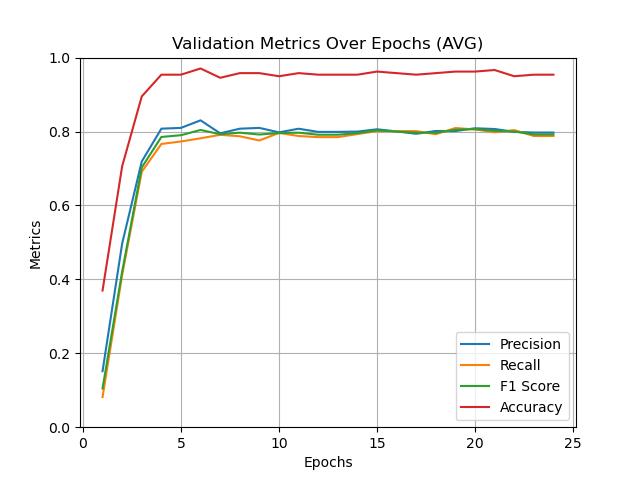 Validation Metrics Over Epochs (AVG)
1.0
0.8
0.6
0.4
0.2
0.0
Metrics
0
5
10
15
20
25
Epochs
Precision
Recall
F1 Score
Accuracy